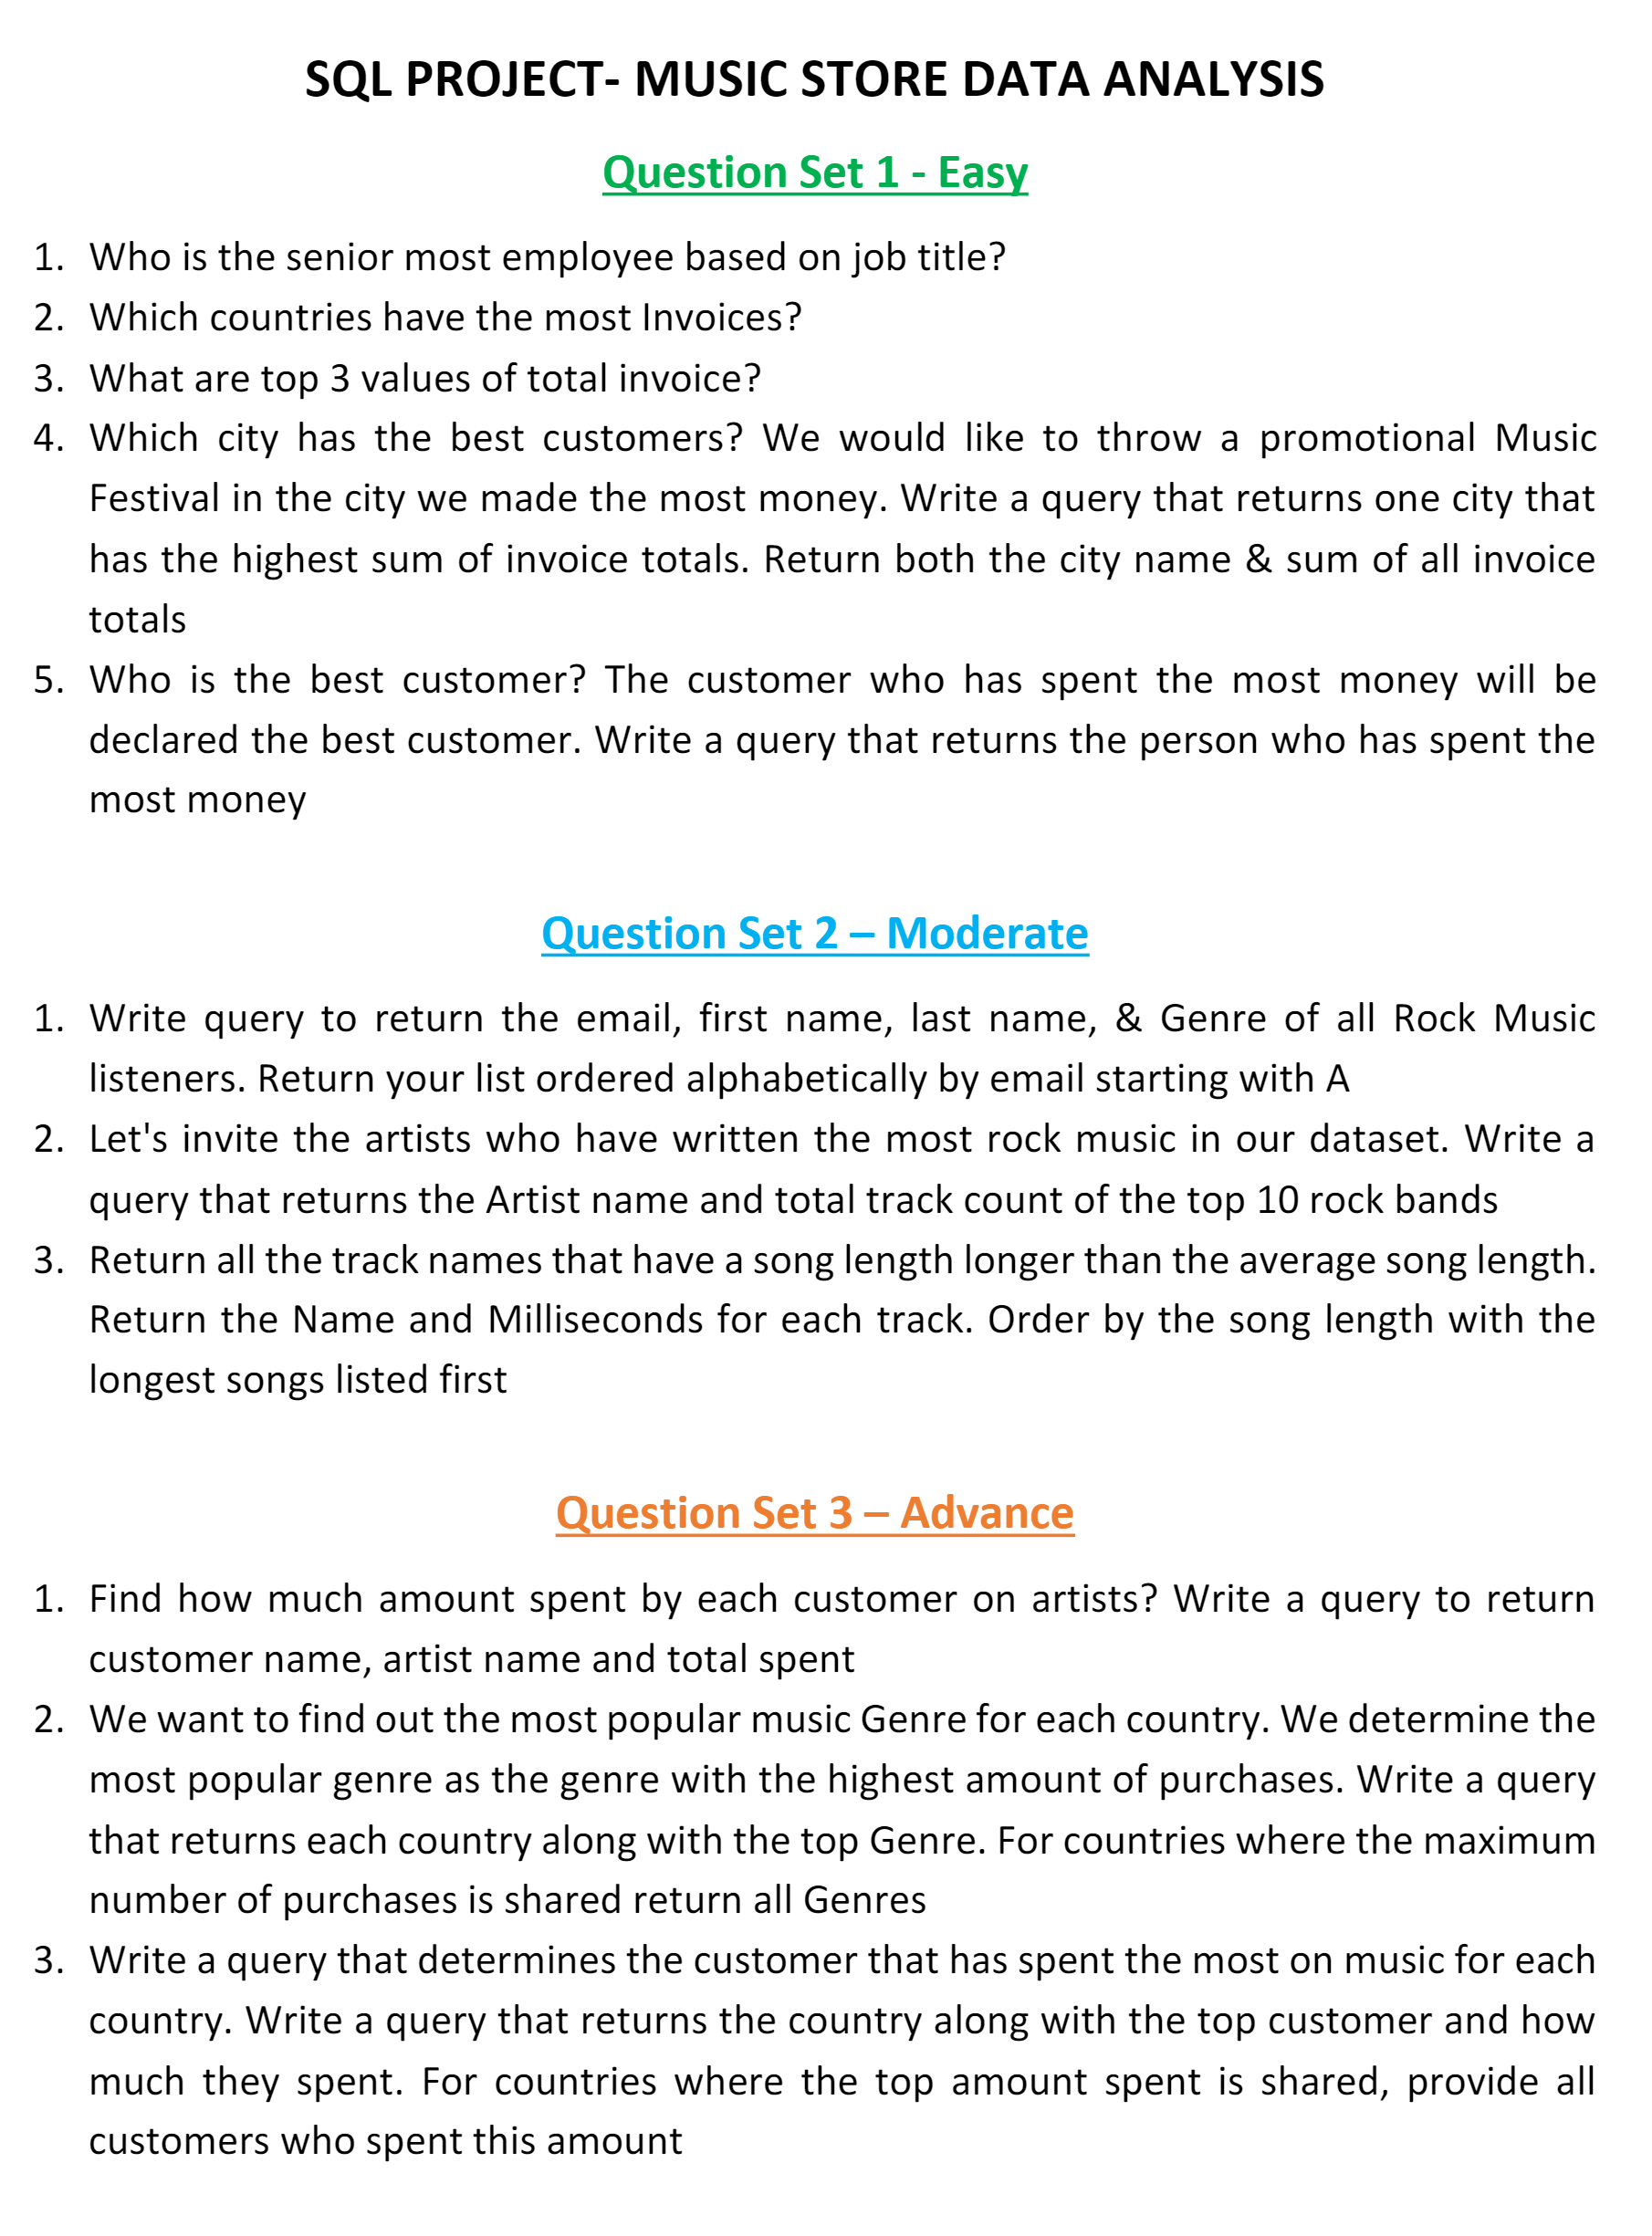 SQL PROJECT- MUSIC STORE DATA ANALYSIS
Question Set 1 - Easy
1. Who is the senior most employee based on job title?
2. Which countries have the most Invoices?
3. What are top 3 values of total invoice?
4. Which city has the best customers? We would like to throw a promotional Music
Festival in the city we made the most money. Write a query that returns one city that
has the highest sum of invoice totals. Return both the city name & sum of all invoice
totals
5. Who is the best customer? The customer who has spent the most money will be
declared the best customer. Write a query that returns the person who has spent the
most money
Question Set 2 – Moderate
1. Write query to return the email, first name, last name, & Genre of all Rock Music
listeners. Return your list ordered alphabetically by email starting with A
2. Let's invite the artists who have written the most rock music in our dataset. Write a
query that returns the Artist name and total track count of the top 10 rock bands
3. Return all the track names that have a song length longer than the average song length.
Return the Name and Milliseconds for each track. Order by the song length with the
longest songs listed first
Question Set 3 – Advance
1. Find how much amount spent by each customer on artists? Write a query to return
customer name, artist name and total spent
2. We want to find out the most popular music Genre for each country. We determine the
most popular genre as the genre with the highest amount of purchases. Write a query
that returns each country along with the top Genre. For countries where the maximum
number of purchases is shared return all Genres
3. Write a query that determines the customer that has spent the most on music for each
country. Write a query that returns the country along with the top customer and how
much they spent. For countries where the top amount spent is shared, provide all
customers who spent this amount